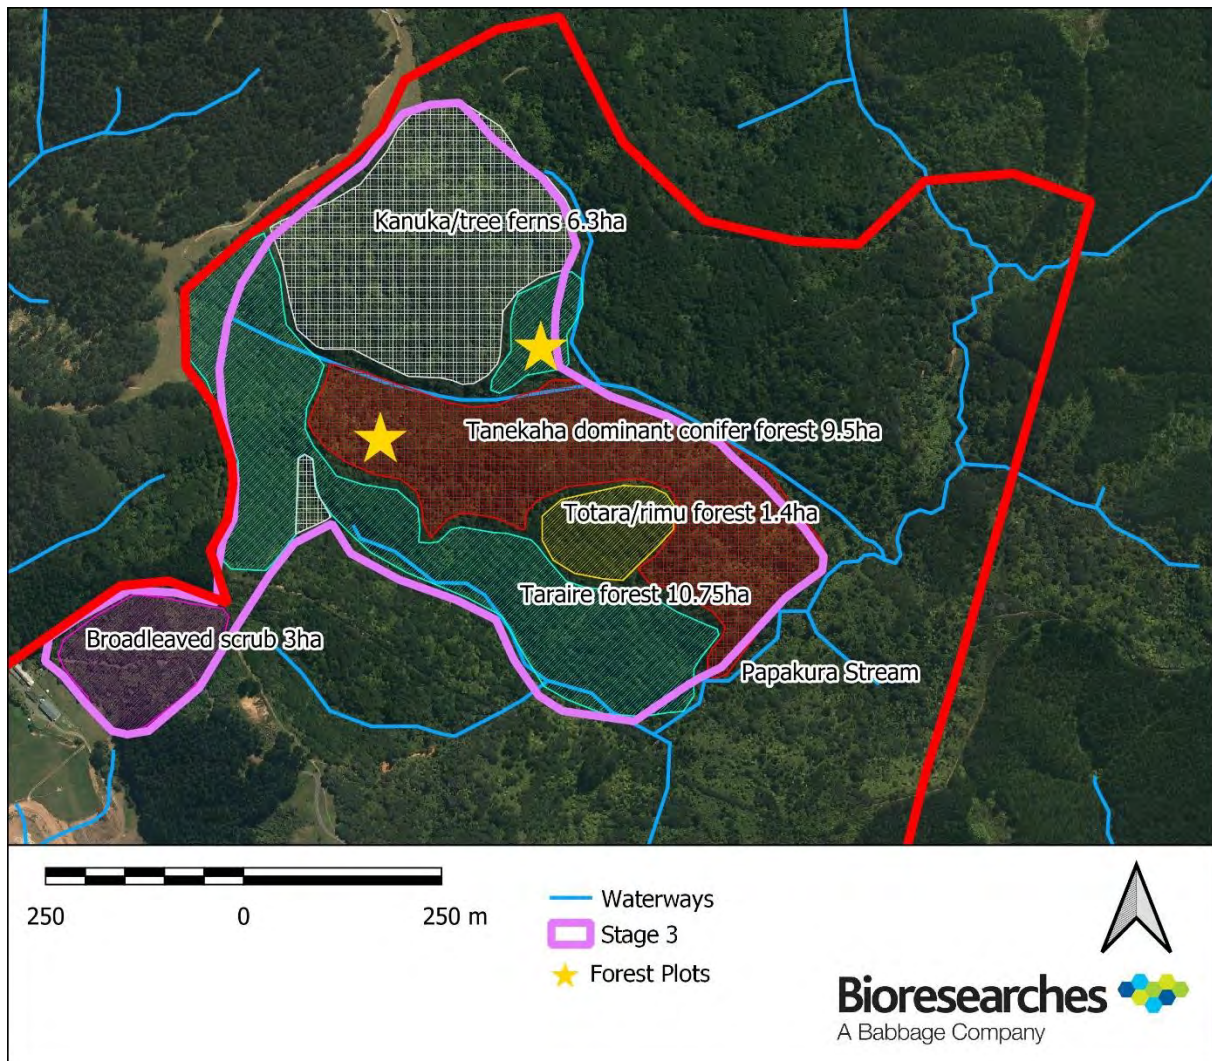 Kanuka/tree ferns 6.3ha
Tanekaha dominant conifer forest 9.5ha
Totara/rimu forest 1.4ha
Taraire forest 10.75ha
Broadleaved scrub 3ha
Papakura Stream
250 0 250 m
Waterways
Stage 3
Forest Plots
Bioresearches
A Babbage Company